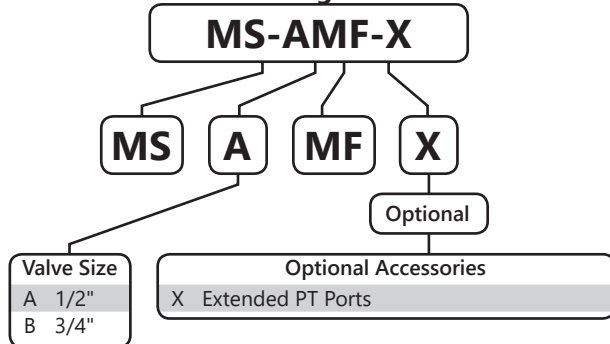 MS-AMF-X
MS A MF X
Optional
Valve Size
A 1/2"
B 3/4"
Optional Accessories
X Extended PT Ports